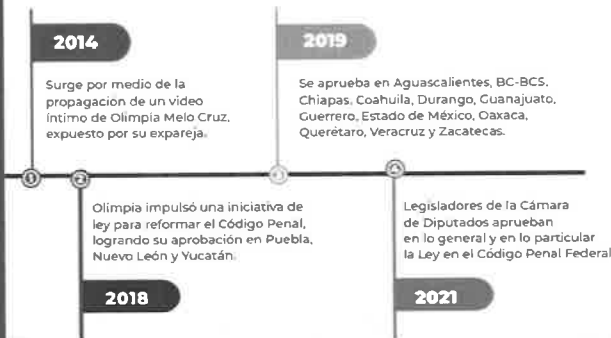 2014
Surge por medio de la
propagación de un video
íntimo de Olimpia Melo Cruz,
expuesto por su expareja.
2019
Se aprueba en Aguascalientes, BC-BCS,
Chiapas, Coahuila, Durango, Guanajuato,
Guerrero, Estado de México, Oaxaca,
Querétaro, Veracruz y Zacatecas.
1
2
3
4
Olimpia impulsó una iniciativa de
ley para reformar el Código Penal,
logrando su aprobación en Puebla,
Nuevo León y Yucatán.
2018
Legisladores de la Cámara
de Diputados aprueban
en lo general y en lo particular
la Ley en el Código Penal Federal
2021